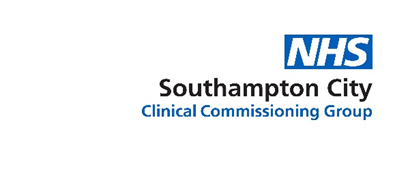 NHS
Southampton City
Clinical Commissioning Group